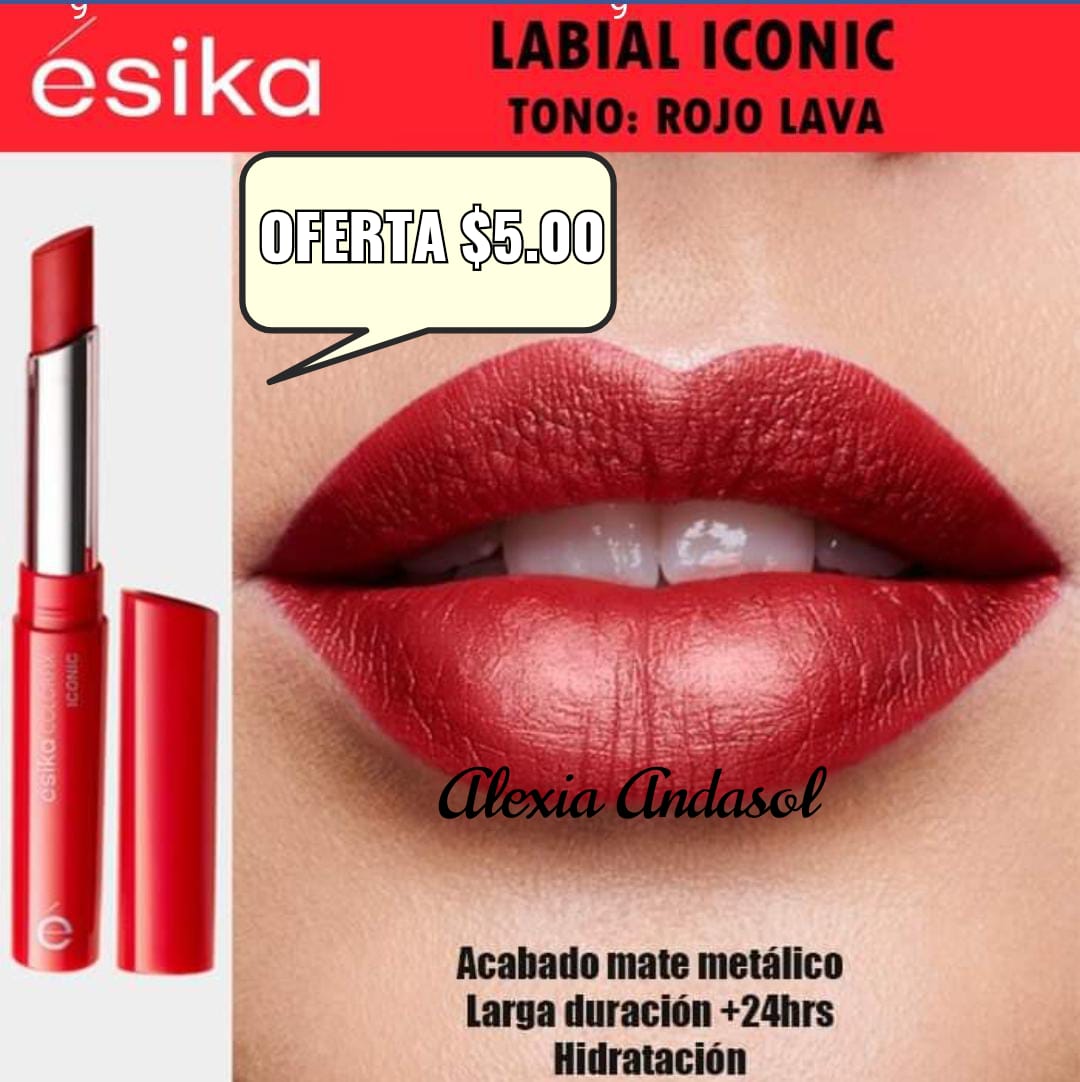 ésika
LABIAL ICONIC
TONO: ROJO LAVA
OFERTA $5.00
ésika
ICONIC
é
Alexia Andasol
Acabado mate metálico
Larga duración +24hrs
Hidratación